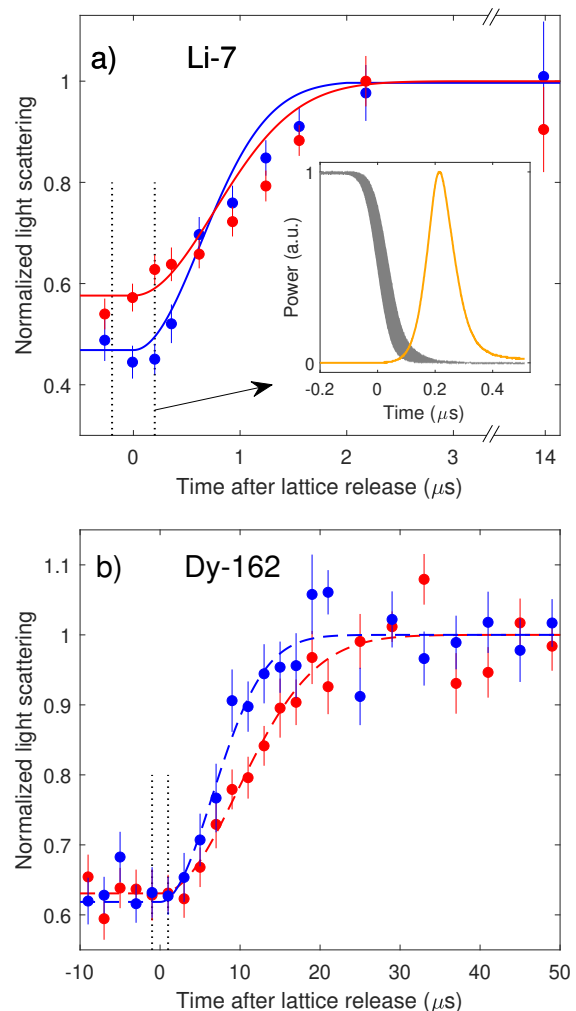 a) Li-7
Normalized light scattering
1
0.8
0.6
0.4
0 1 2 3 14
Time after lattice release (μs)
Power (a.u.)
1
0
-0.2 0 0.2 0.4
Time (μs)
b) Dy-162
Normalized light scattering
1.1
1
0.9
0.8
0.7
0.6
-10 0 10 20 30 40 50
Time after lattice release (μs)